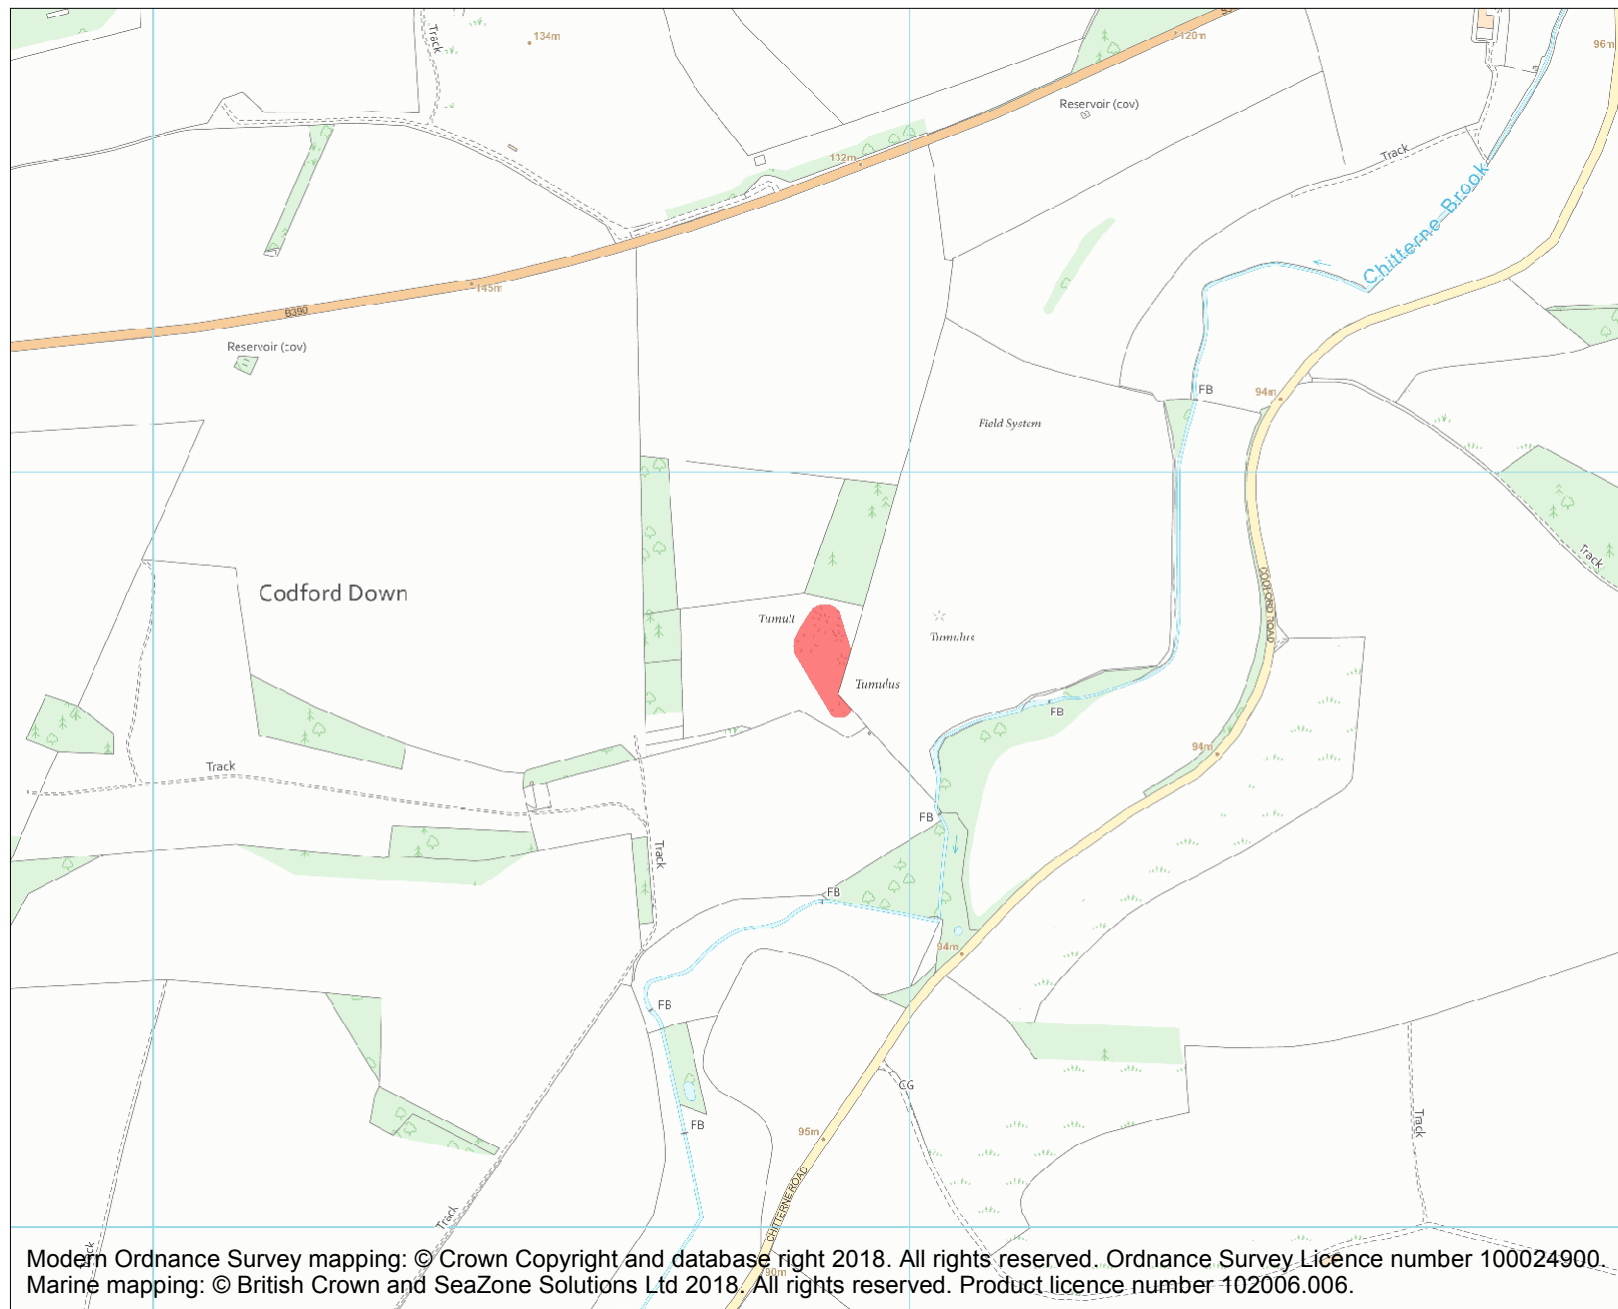 Track
134m
120m
96m
Reservoir (cov)
132m
Track
Chitterne Brook
145m
B390
Reservoir (cov)
FB
94m
Field System
Track
Codford Down
CODFORD ROAD
Tumuli
Tumulus
Tumulus
FB
94m
Track
FB
Track
FB
94m
FB
CG
Track
FB
95m
CHITTERNE ROAD
Track
Track
90m
Modern Ordnance Survey mapping: © Crown Copyright and database right 2018. All rights reserved. Ordnance Survey Licence number 100024900.
Marine mapping: © British Crown and SeaZone Solutions Ltd 2018. All rights reserved. Product licence number 102006.006.